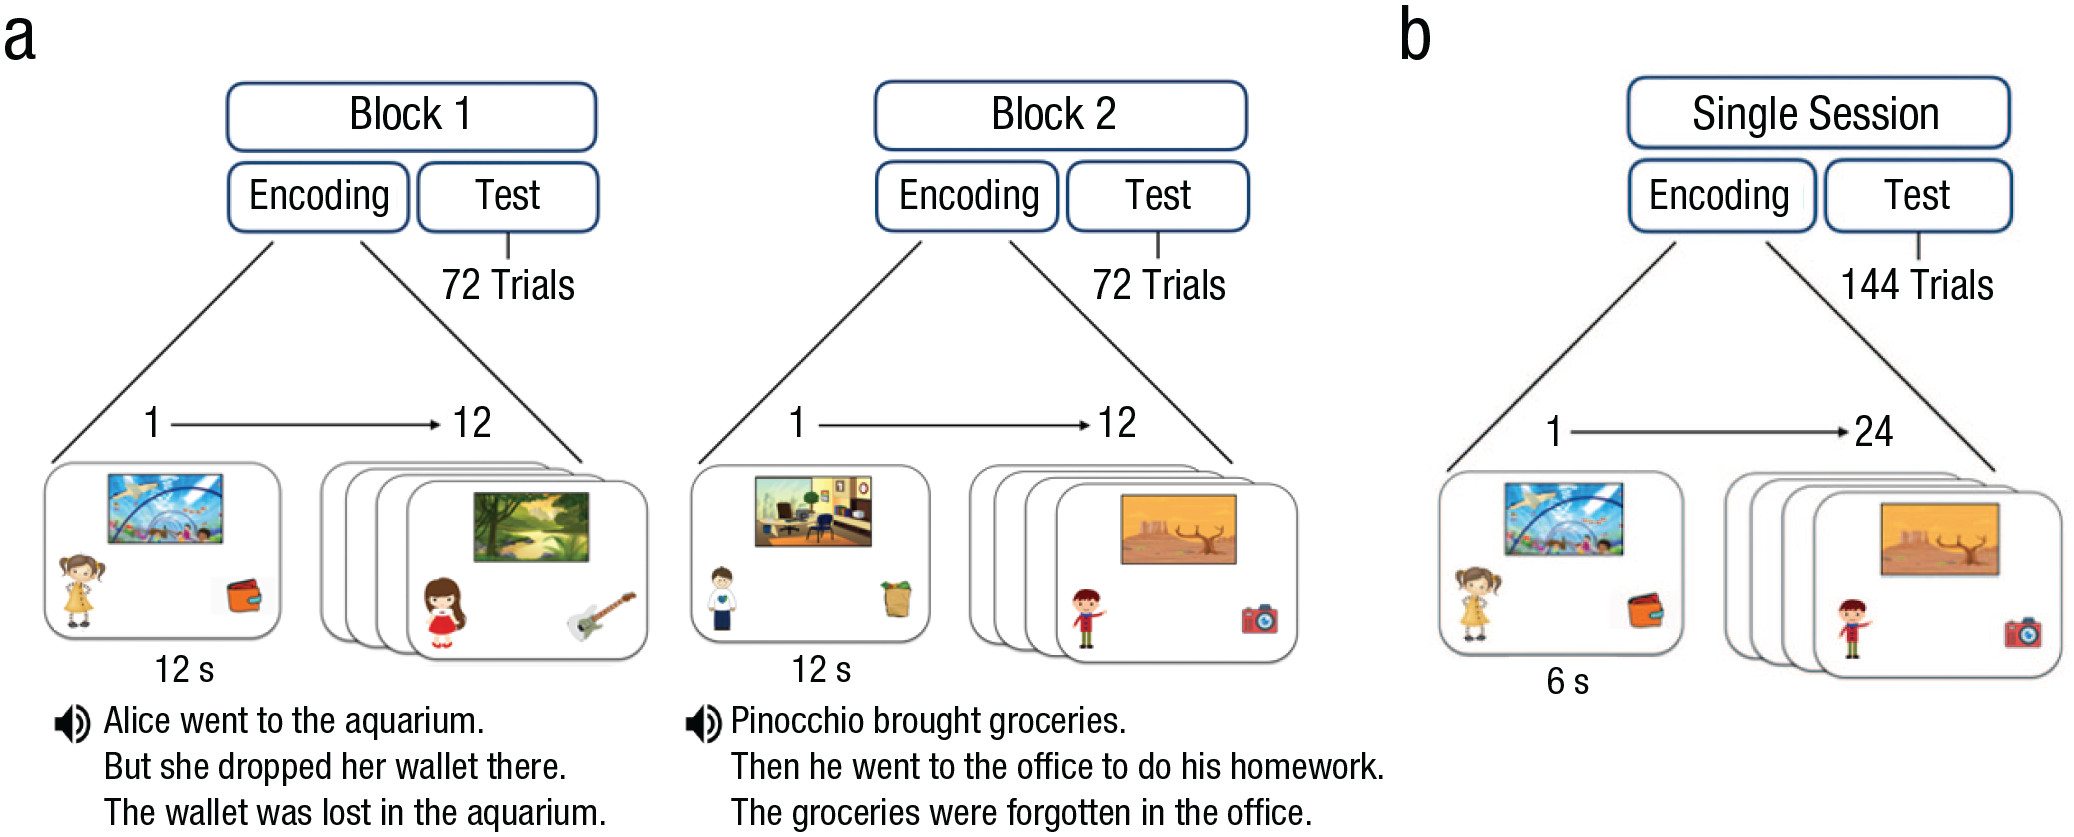 a
b
Block 1
Encoding
Test
72 Trials
1
12
12 s
Alice went to the aquarium.
But she dropped her wallet there.
The wallet was lost in the aquarium.
Block 2
Encoding
Test
72 Trials
1
12
12 s
Pinocchio brought groceries.
Then he went to the office to do his homework.
The groceries were forgotten in the office.
Single Session
Encoding
Test
144 Trials
1
24
6 s